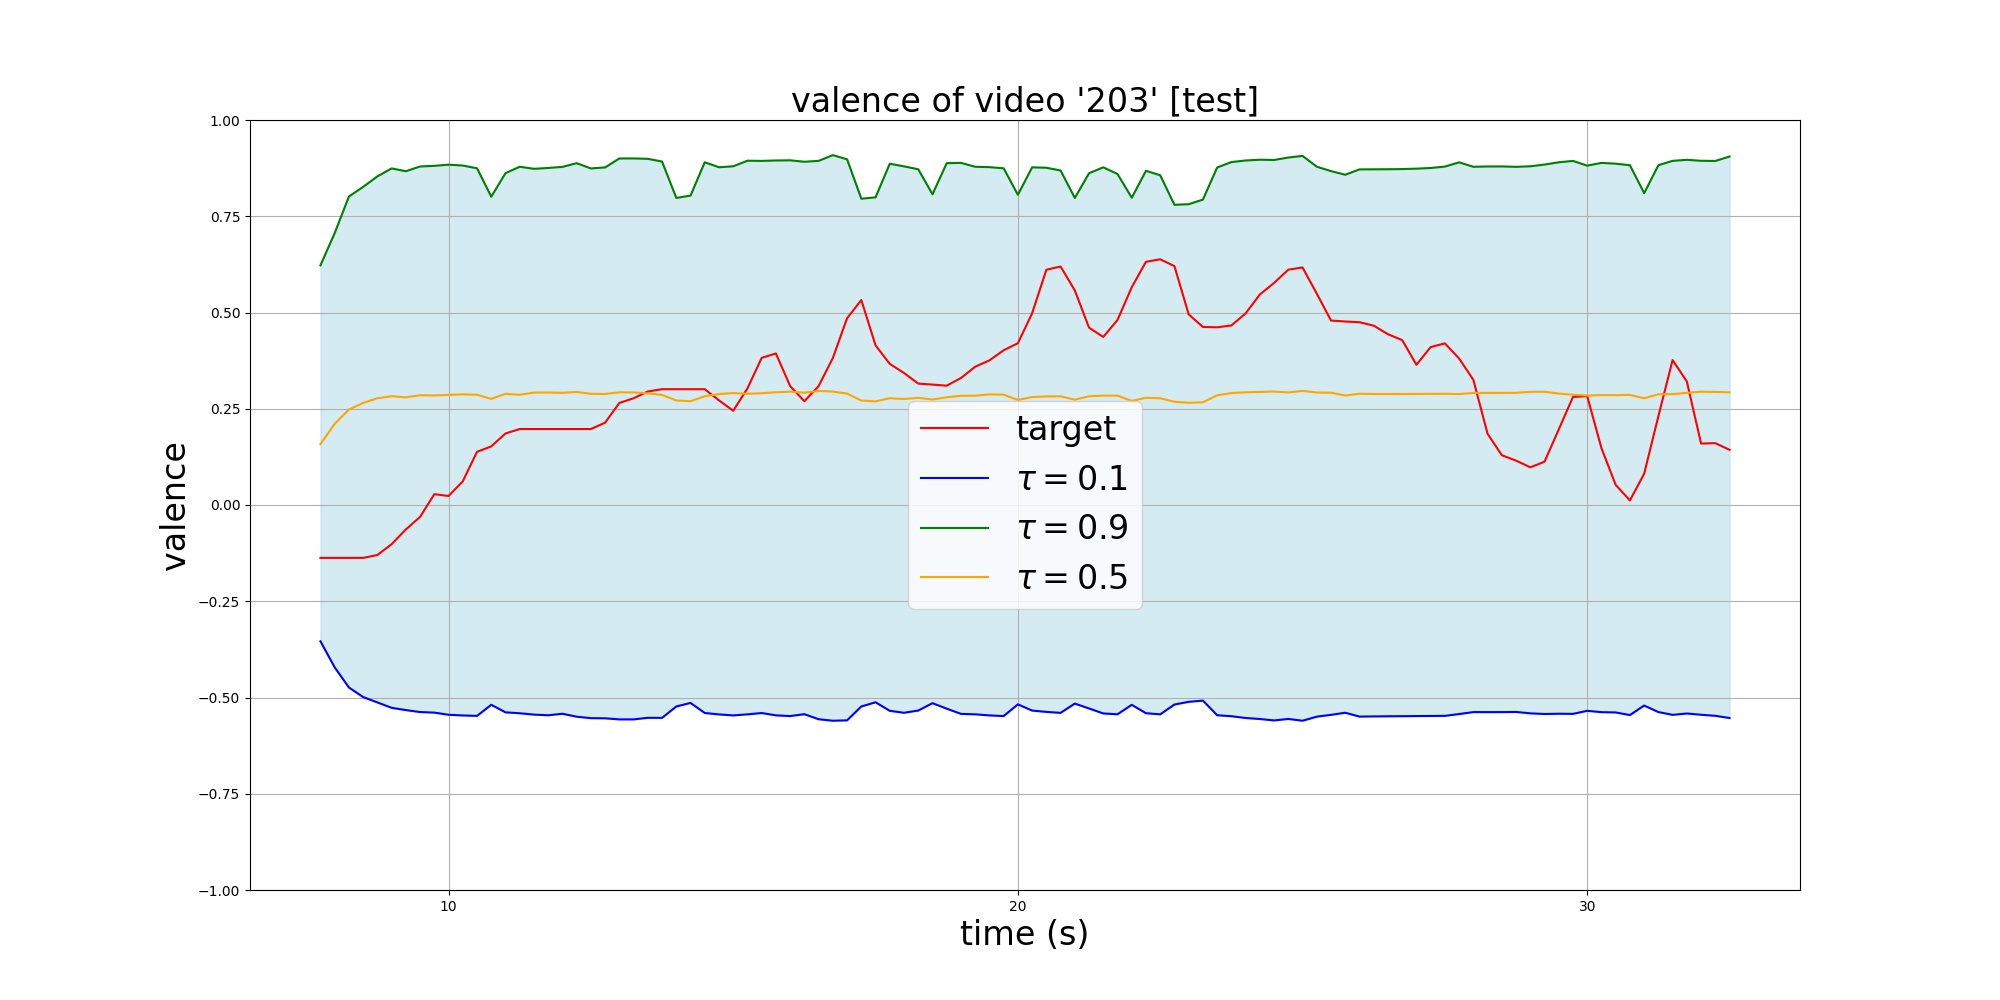 valence of video '203' [test]
1.00
0.75
0.50
0.25
0.00
−0.25
−0.50
−0.75
−1.00
valence
target
τ = 0.1
τ = 0.9
τ = 0.5
10 20 30
time (s)